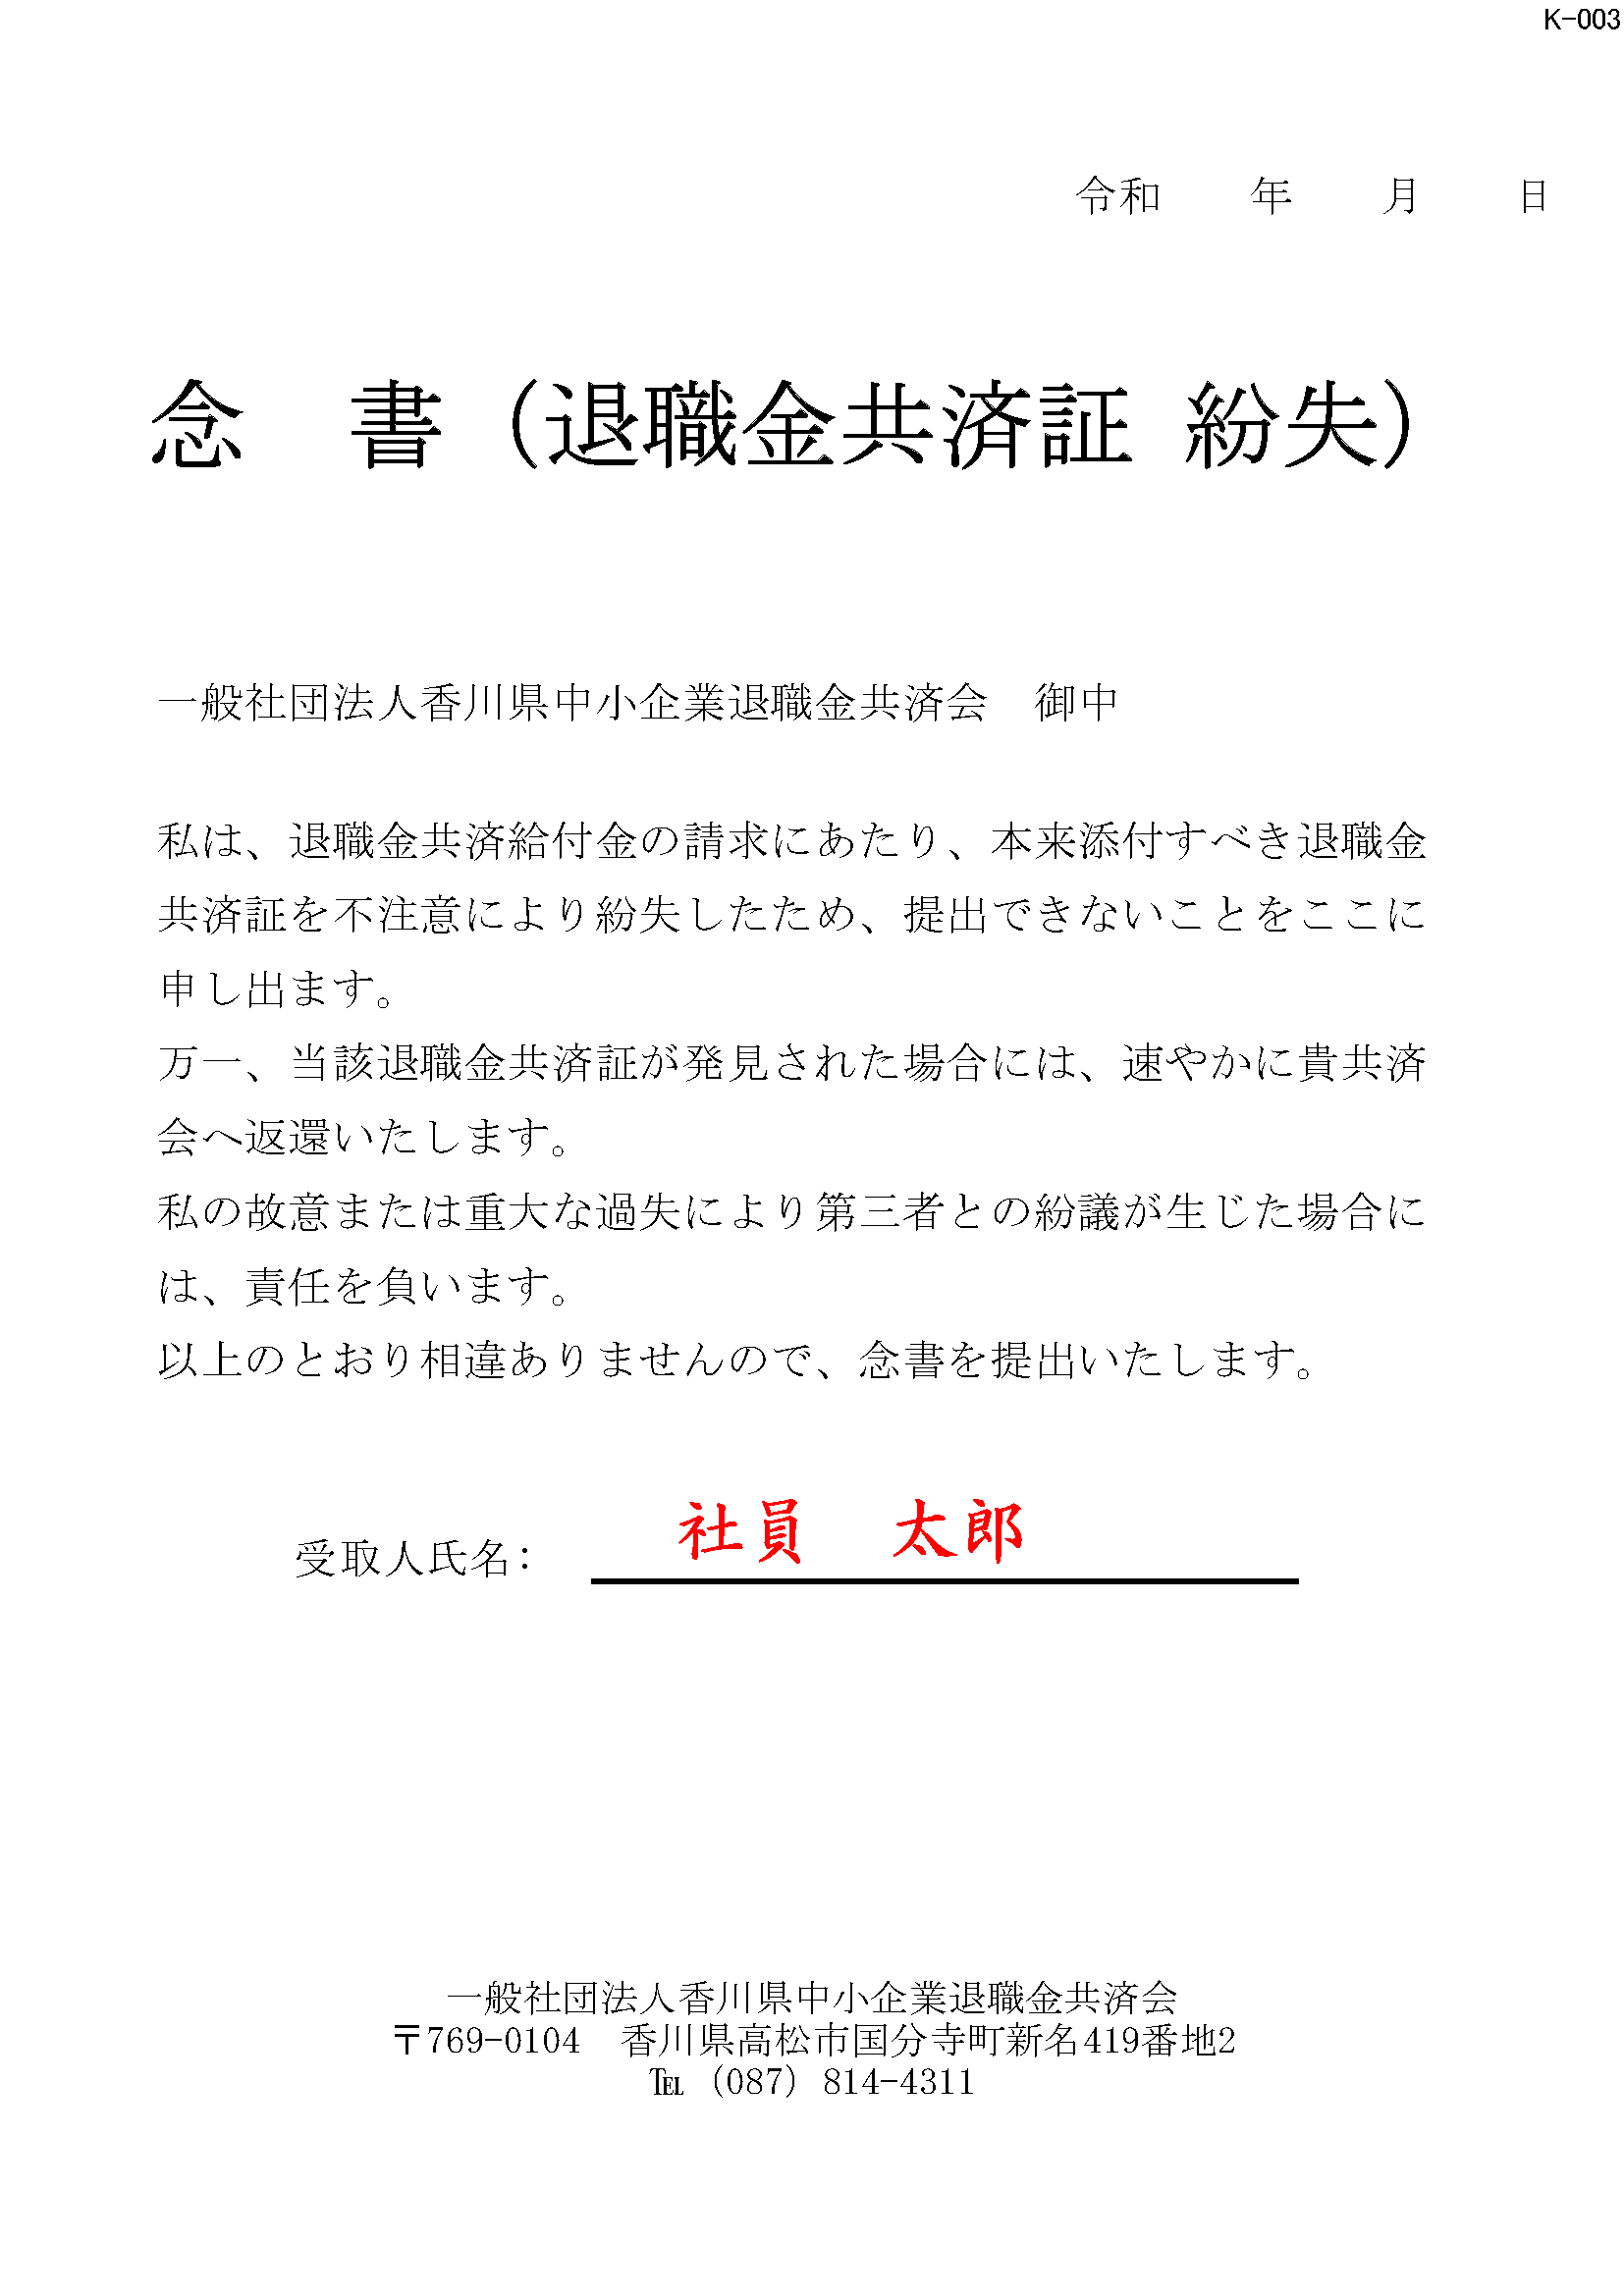 K-003
令和　　年　　月　　日
念　書（退職金共済証 紛失）
一般社団法人香川県中小企業退職金共済会　御中
私は、退職金共済給付金の請求にあたり、本来添付すべき退職金
共済証を不注意により紛失したため、提出できないことをここに
申し出ます。
万一、当該退職金共済証が発見された場合には、速やかに貴共済
会へ返還いたします。
私の故意または重大な過失により第三者との紛議が生じた場合に
は、責任を負います。
以上のとおり相違ありませんので、念書を提出いたします。
受取人氏名：　社員　太郎
一般社団法人香川県中小企業退職金共済会
〒769-0104　香川県高松市国分寺町新名419番地2
℡（087）814-4311